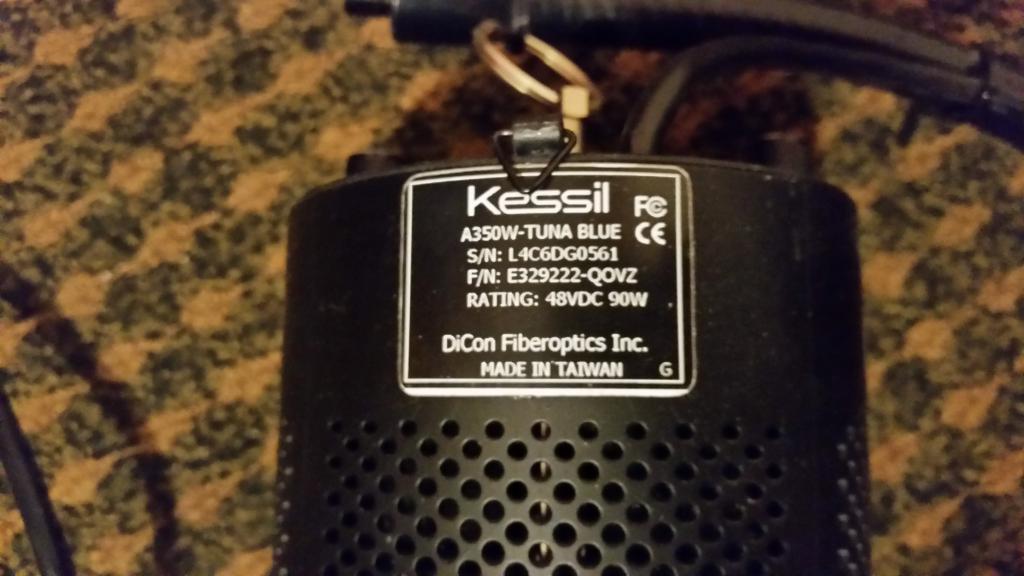 Kessil
FC
A350W-TUNA BLUE
CE
S/N: L4C6DG0561
F/N: E329222-QOVZ
RATING: 48VDC 90W
DiCon Fiberoptics Inc.
MADE IN TAIWAN G